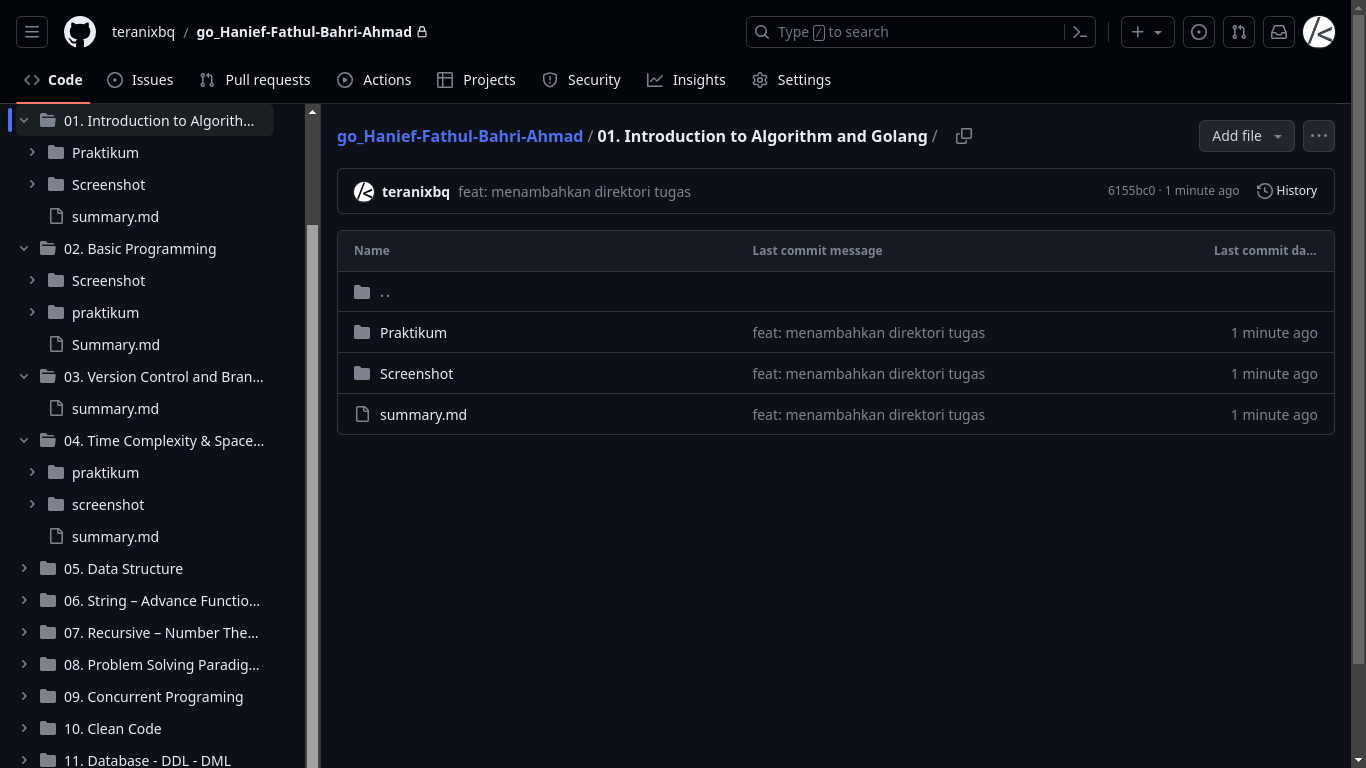 teranixbq / go_Hanief-Fathul-Bahri-Ahmad
Type / to search
Code Issues Pull requests Actions Projects Security Insights Settings
01. Introduction to Algorith...
Praktikum
Screenshot
summary.md
02. Basic Programming
Screenshot
praktikum
Summary.md
03. Version Control and Bran...
summary.md
04. Time Complexity & Space...
praktikum
screenshot
summary.md
05. Data Structure
06. String – Advance Functio...
07. Recursive – Number The...
08. Problem Solving Paradig...
09. Concurrent Programing
10. Clean Code
11. Database - DDL - DML
go_Hanief-Fathul-Bahri-Ahmad / 01. Introduction to Algorithm and Golang /
Add file
teranixbq feat: menambahkan direktori tugas 6155bc0 · 1 minute ago History
Name Last commit message Last commit da...
..
Praktikum feat: menambahkan direktori tugas 1 minute ago
Screenshot feat: menambahkan direktori tugas 1 minute ago
summary.md feat: menambahkan direktori tugas 1 minute ago